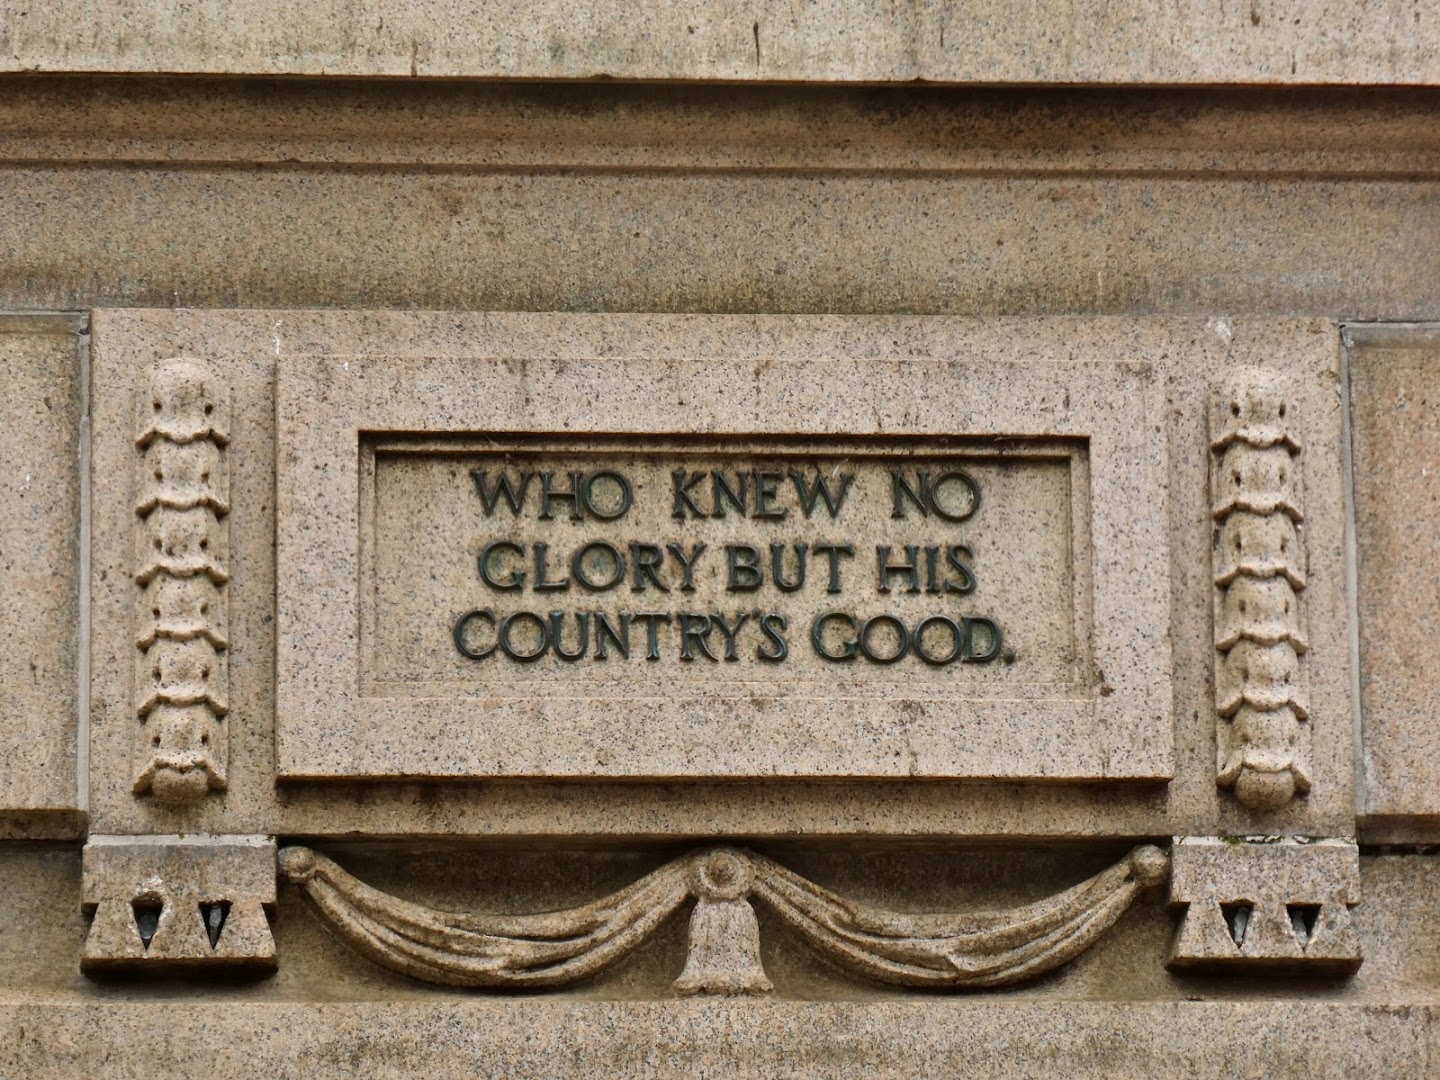 WHO KNEW NO
GLORY BUT HIS
COUNTRY'S GOOD.